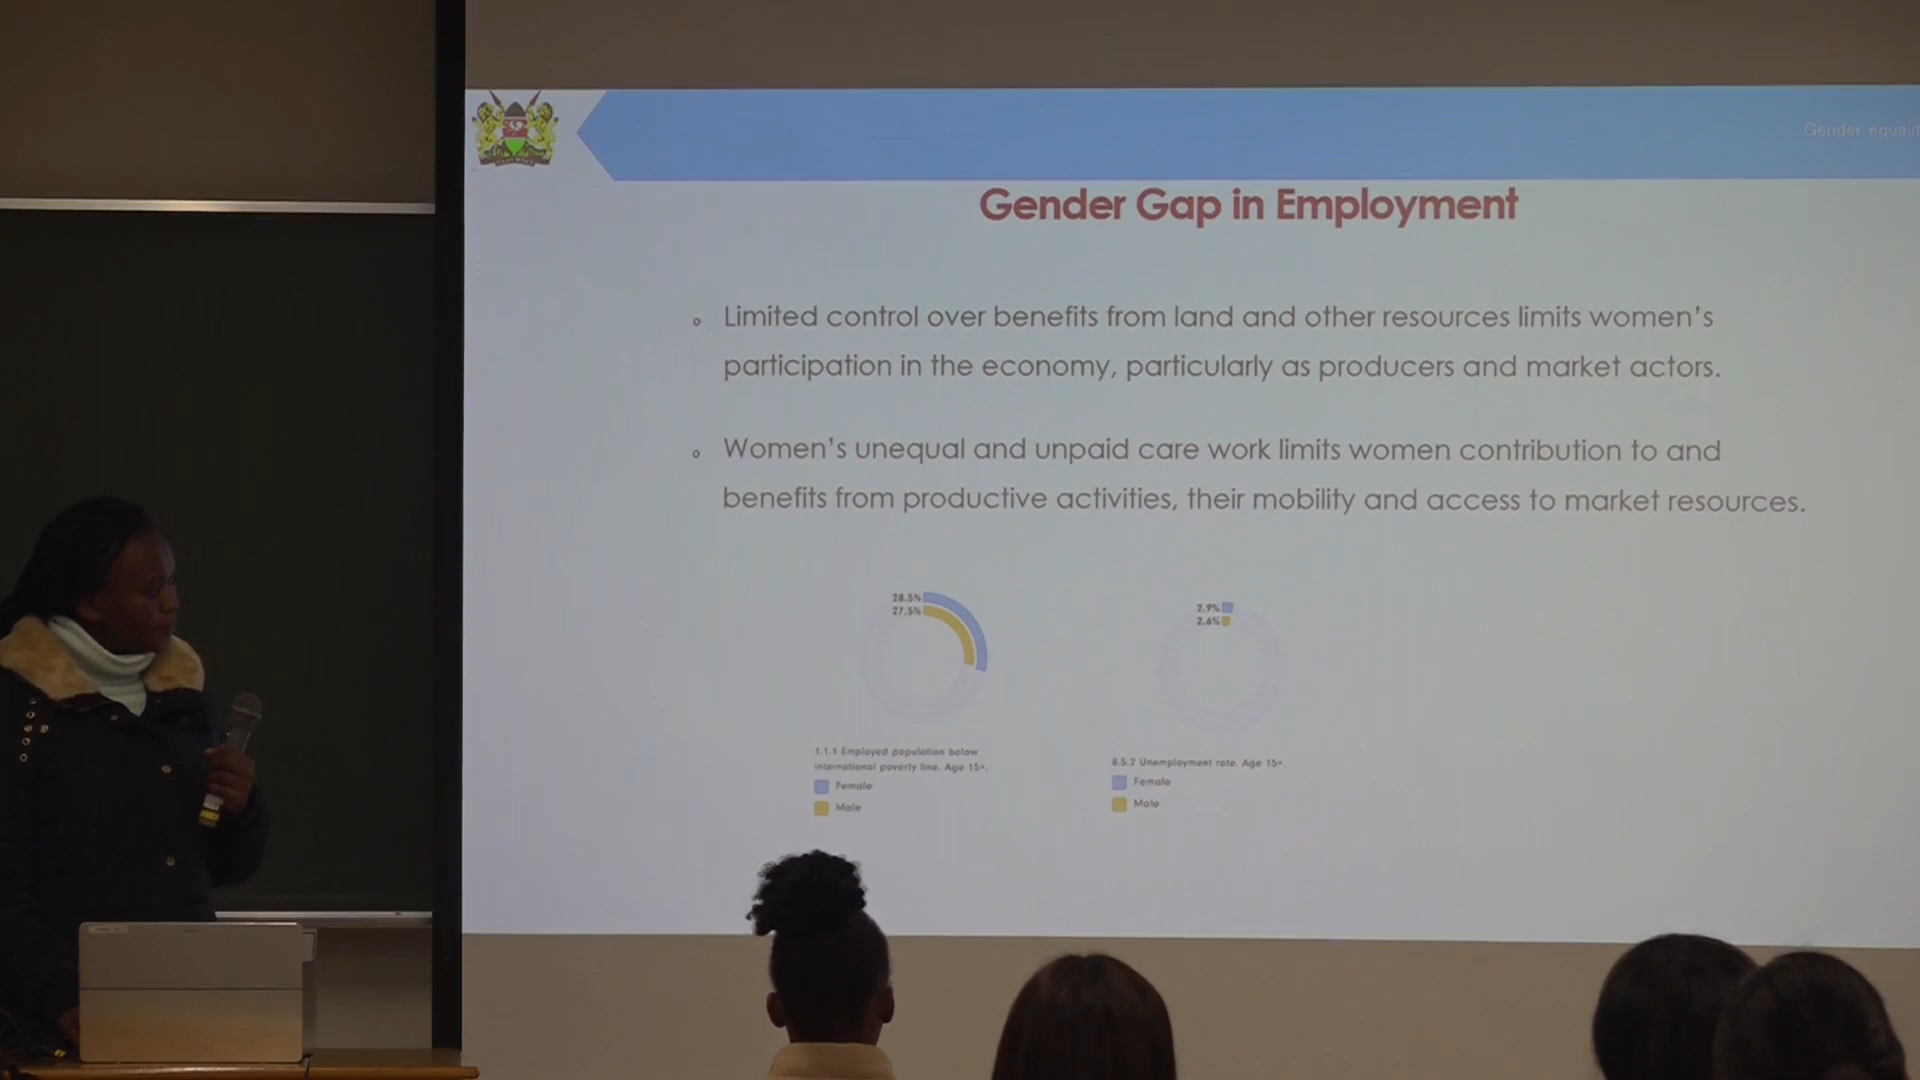 Gender equalit
Gender Gap in Employment
Limited control over benefits from land and other resources limits women's
participation in the economy, particularly as producers and market actors.
Women's unequal and unpaid care work limits women contribution to and
benefits from productive activities, their mobility and access to market resources.
28.5%
27.5%
1.1.1 Employed population below
international poverty line. Age 15+.
Female
Male
2.9%
2.6%
8.5.2 Unemployment rate. Age 15+.
Female
Male